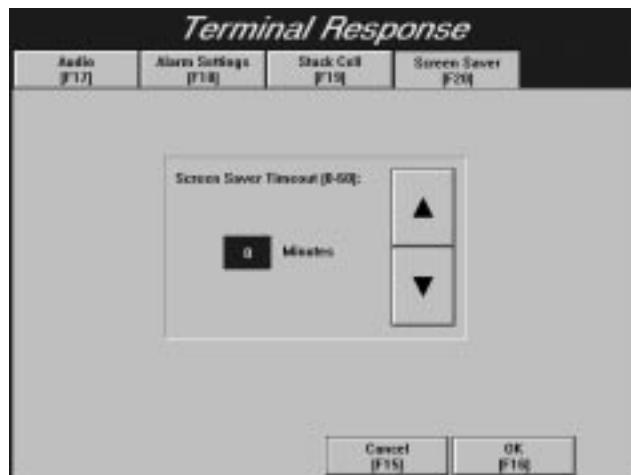 Terminal Response
Audio
[F17]
Alarm Settings
[F18]
Stuck Cell
[F19]
Screen Saver
[F20]
Screen Saver Timeout (0-60):
0 Minutes
Cancel
[F15]
OK
[F16]